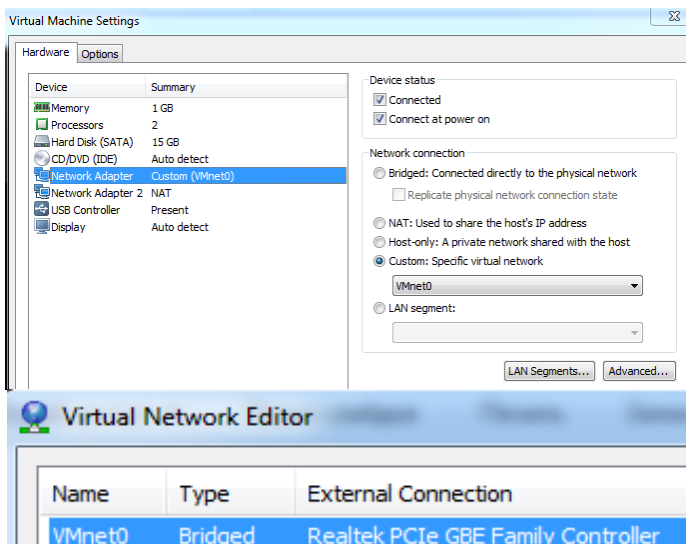 Virtual Machine Settings
Hardware Options
Device Summary
Memory 1 GB
Processors 2
Hard Disk (SATA) 15 GB
CD/DVD (IDE) Auto detect
Network Adapter Custom (VMnet0)
Network Adapter 2 NAT
USB Controller Present
Display Auto detect
Device status
Connected
Connect at power on
Network connection
Bridged: Connected directly to the physical network
Replicate physical network connection state
NAT: Used to share the host's IP address
Host-only: A private network shared with the host
Custom: Specific virtual network
VMnet0
LAN segment:
LAN Segments... Advanced...
Virtual Network Editor
Name Type External Connection
VMnet0 Bridged Realtek PCIe GBE Family Controller